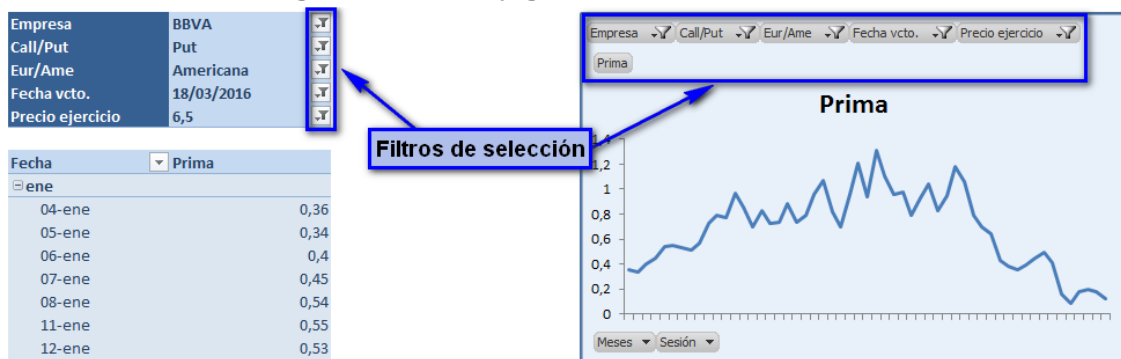 Empresa BBVA
Call/Put Put
Eur/Ame Americana
Fecha vcto. 18/03/2016
Precio ejercicio 6,5
Fecha Prima
ene
04-ene 0,36
05-ene 0,34
06-ene 0,4
07-ene 0,45
08-ene 0,54
11-ene 0,55
12-ene 0,53
Filtros de selección
Empresa Call/Put Eur/Ame Fecha vcto. Precio ejercicio
Prima
Prima
1,4
1,2
1
0,8
0,6
0,4
0,2
0
Meses Sesión